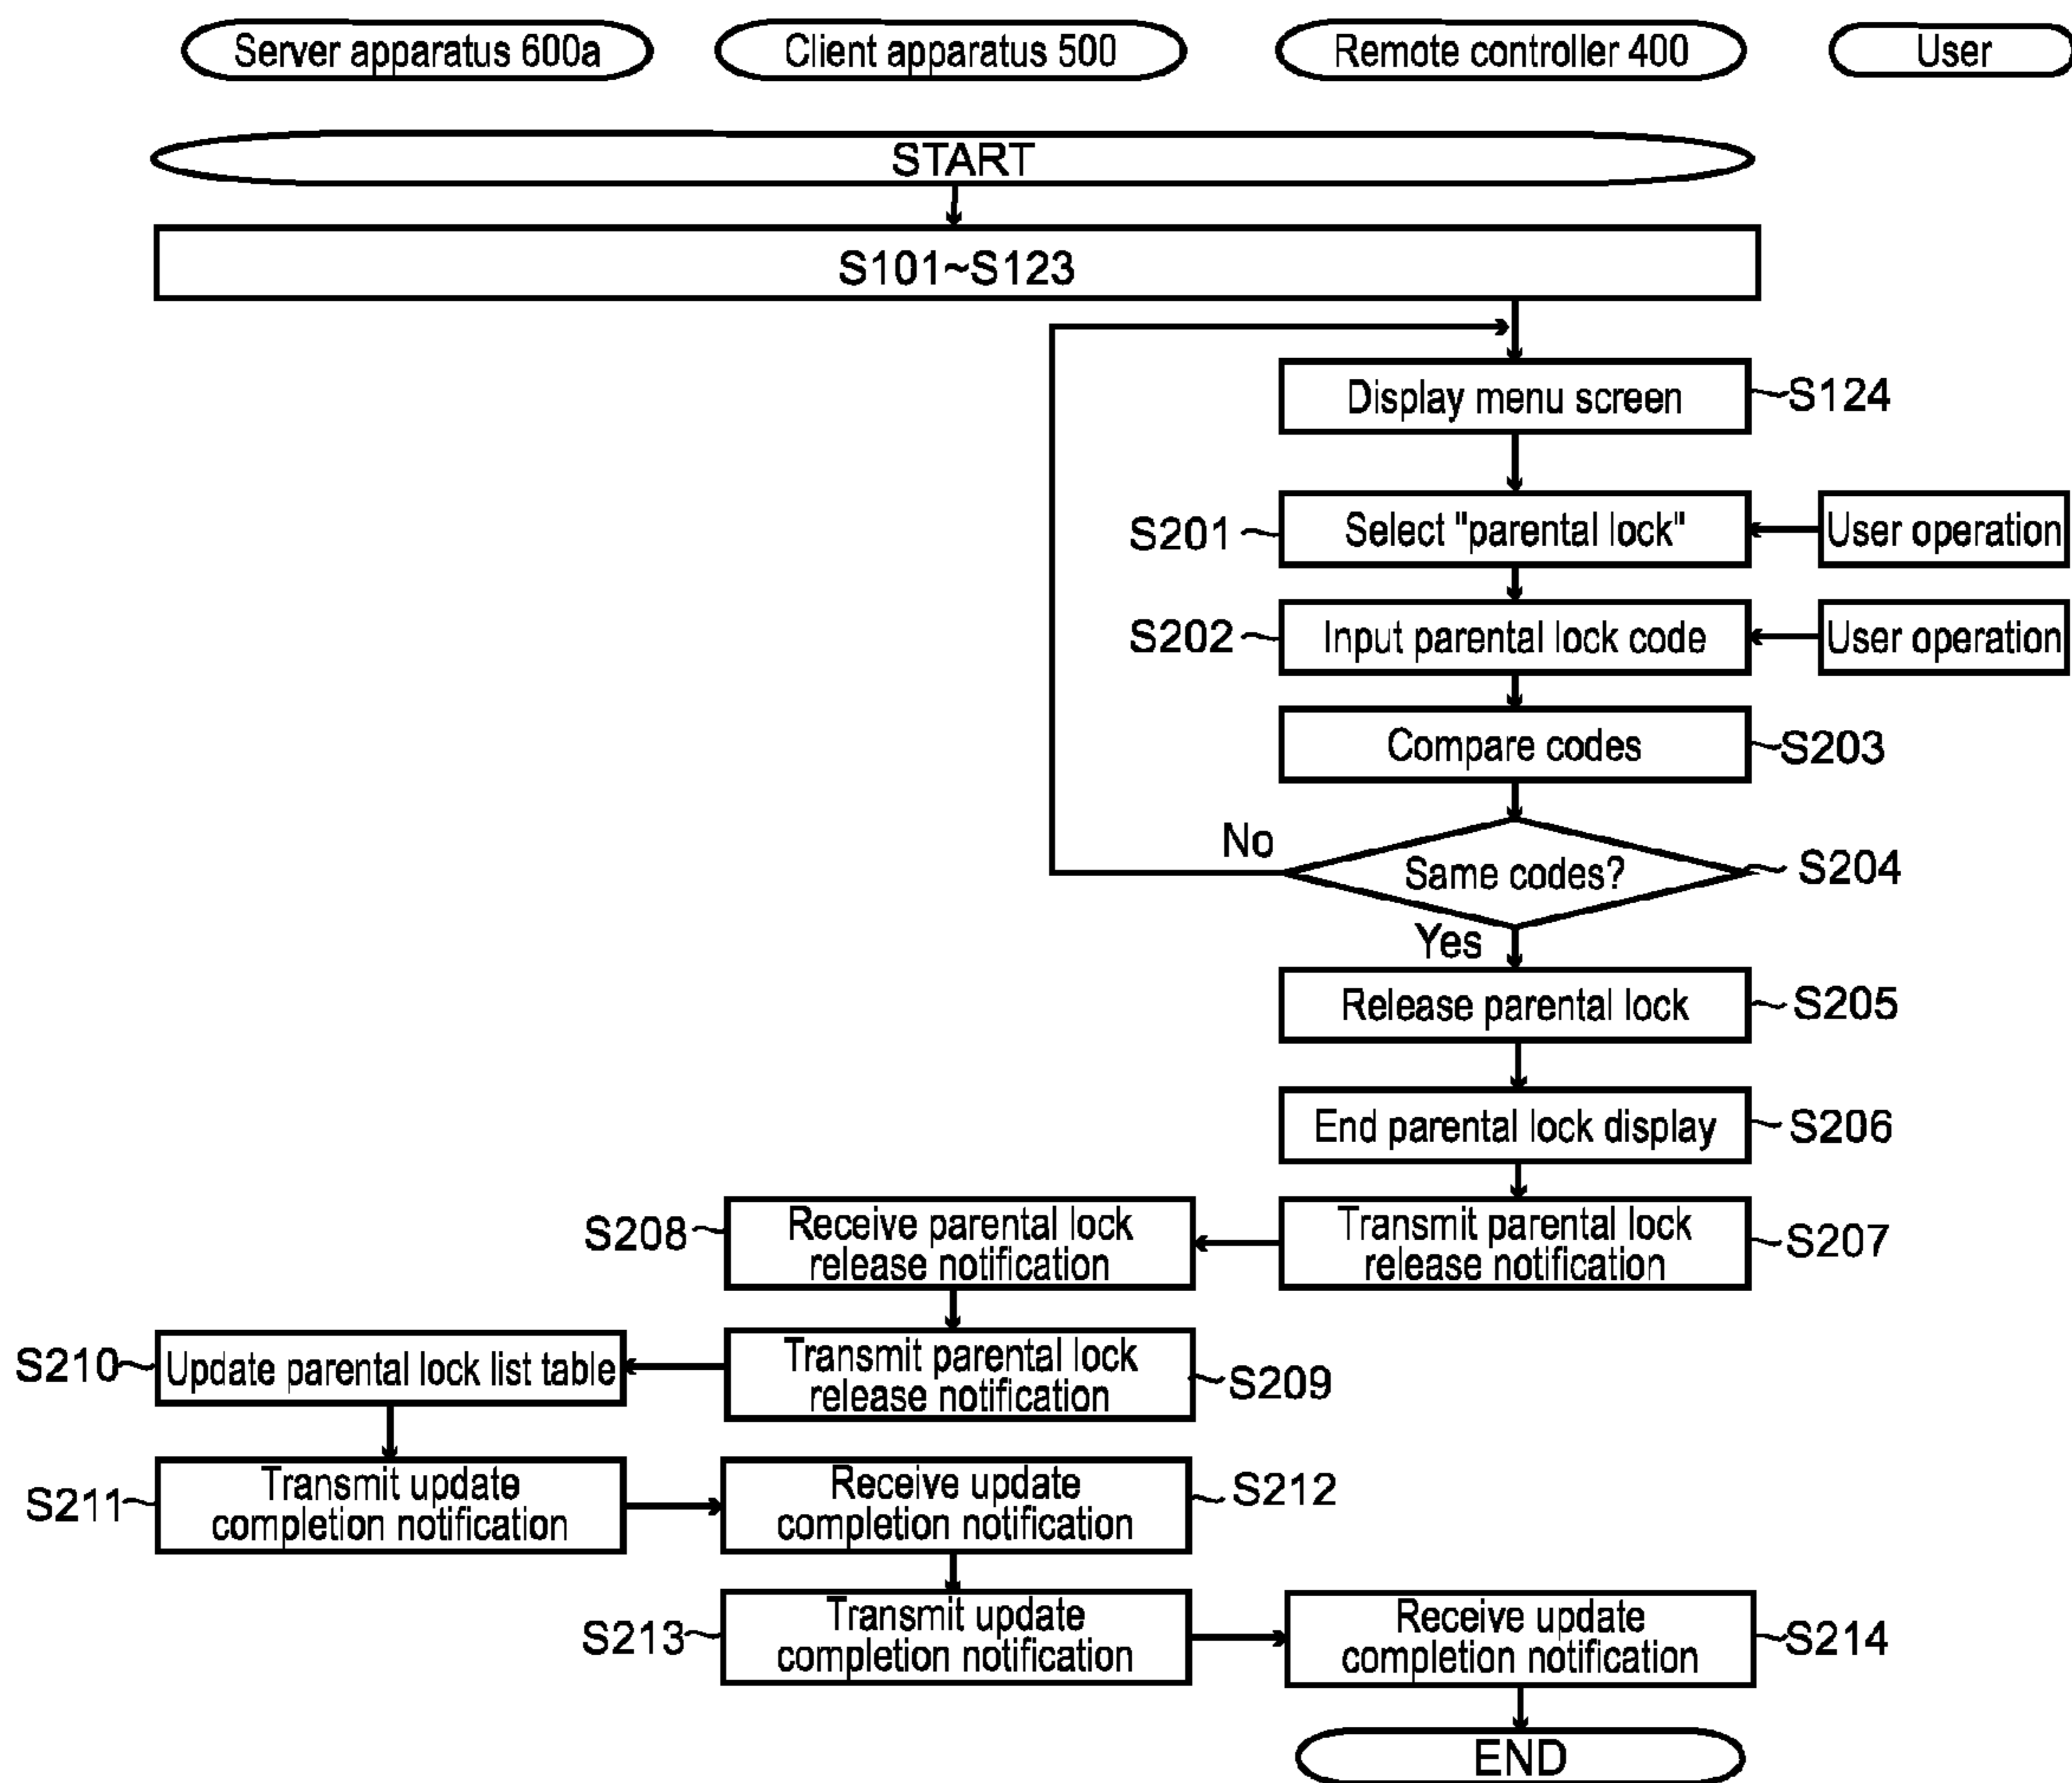 Server apparatus 600a
Client apparatus 500
Remote controller 400
User
START
S101~S123
Display menu screen
S124
S201
Select "parental lock"
User operation
S202
Input parental lock code
User operation
Compare codes
S203
No
Same codes?
S204
Yes
Release parental lock
S205
End parental lock display
S206
S208
Receive parental lock
release notification
Transmit parental lock
release notification
S207
S210
Update parental lock list table
Transmit parental lock
release notification
S209
S211
Transmit update
completion notification
Receive update
completion notification
S212
S213
Transmit update
completion notification
Receive update
completion notification
S214
END